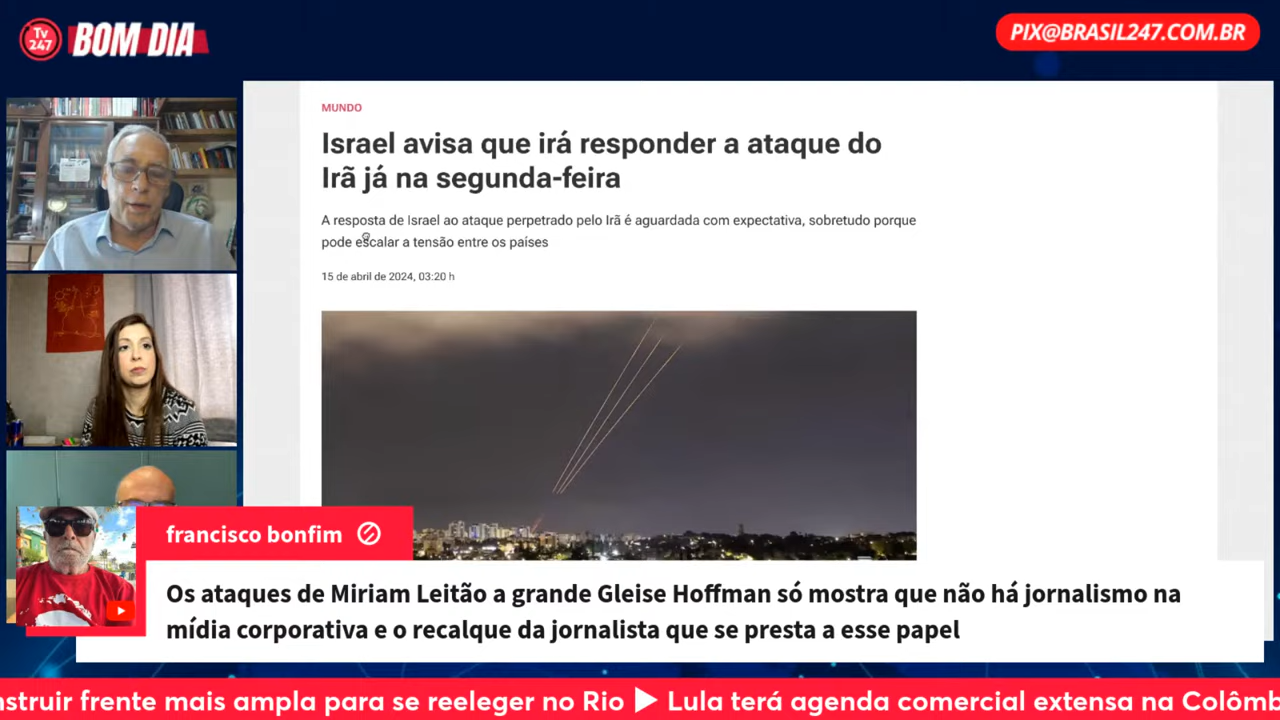 Tv 247
BOM DIA
PIX@BRASIL247.COM.BR
MUNDO
Israel avisa que irá responder a ataque do
Irã já na segunda-feira
A resposta de Israel ao ataque perpetrado pelo Irã é aguardada com expectativa, sobretudo porque
pode escalar a tensão entre os países
15 de abril de 2024, 03:20 h
francisco bonfim
Os ataques de Miriam Leitão a grande Gleise Hoffman só mostra que não há jornalismo na
mídia corporativa e o recalque da jornalista que se presta a esse papel
nstruir frente mais ampla para se reeleger no Rio ▶ Lula terá agenda comercial extensa na Colômb